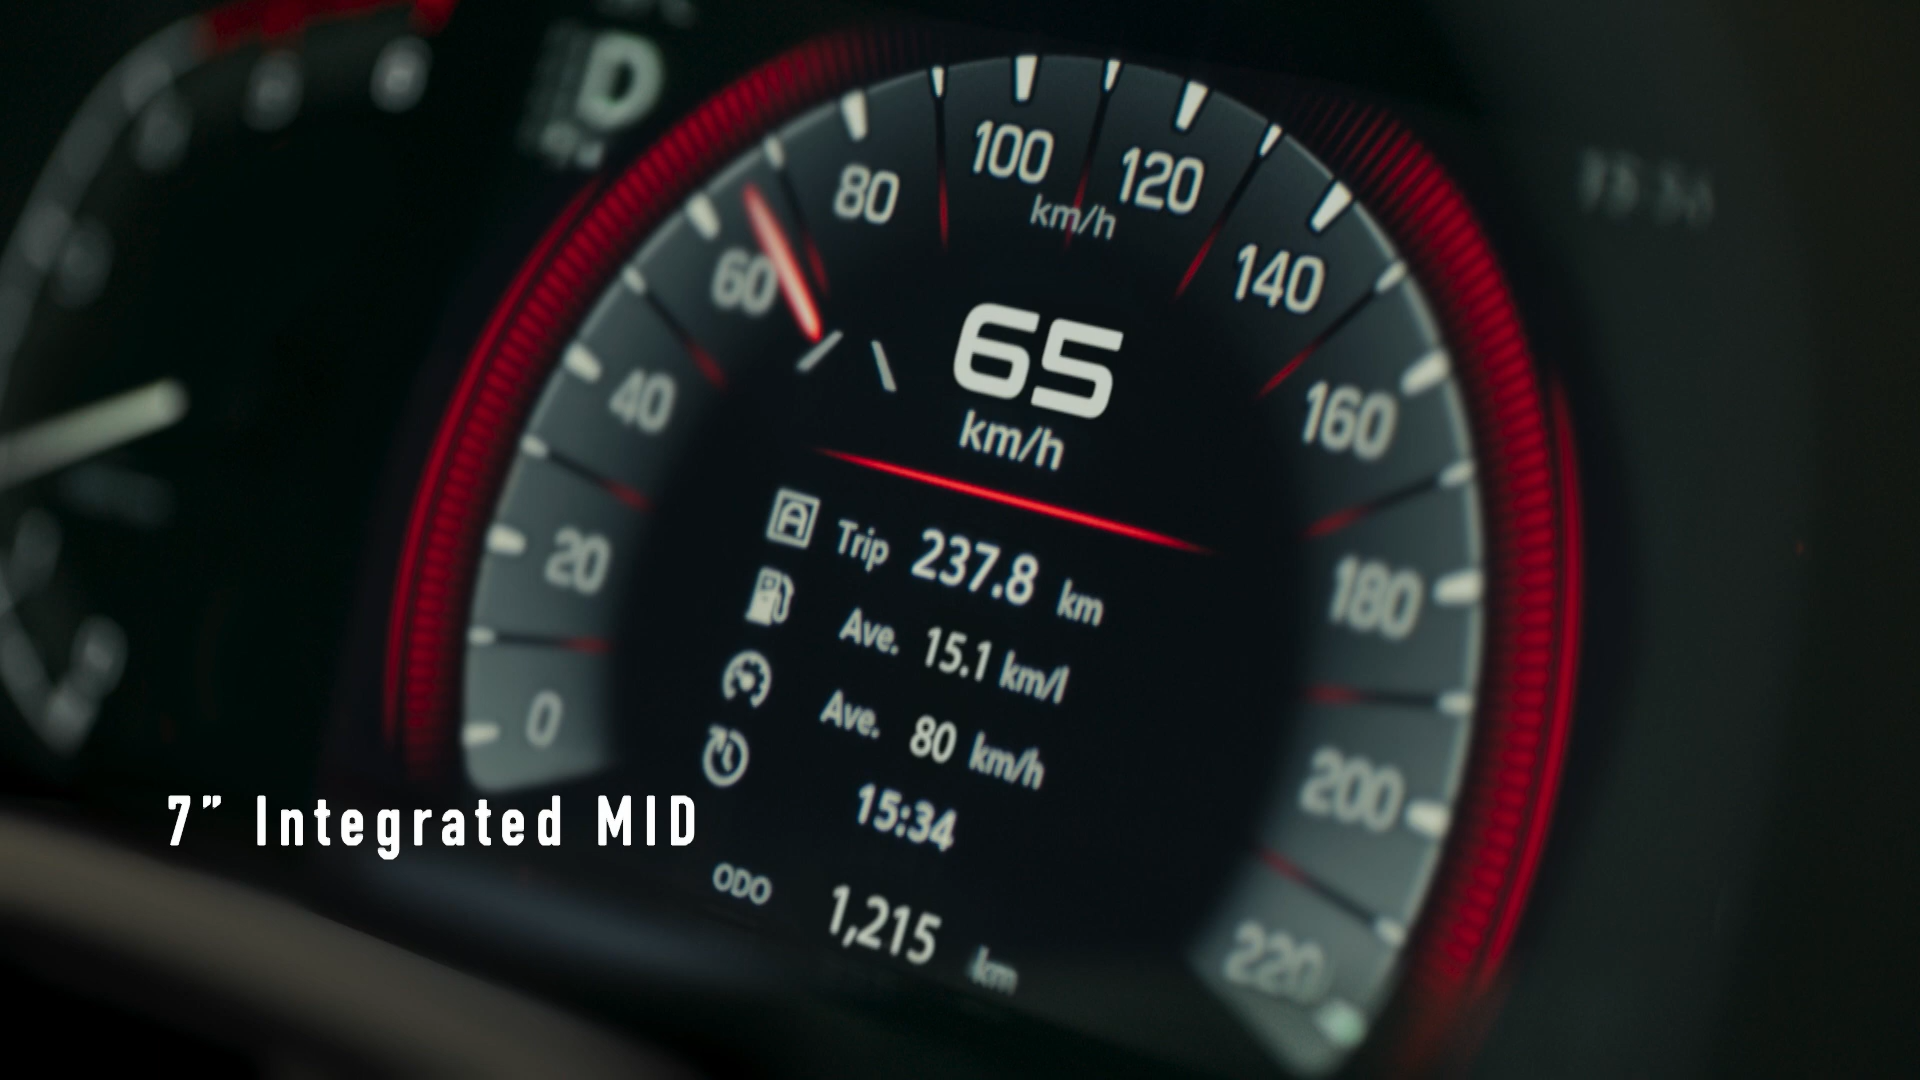 D
0
20
40
60
80
100
120
140
160
180
200
220
km/h
65
km/h
A Trip 237.8 km
Ave. 15.1 km/l
Ave. 80 km/h
15:34
ODO 1,215 km
7” Integrated MID